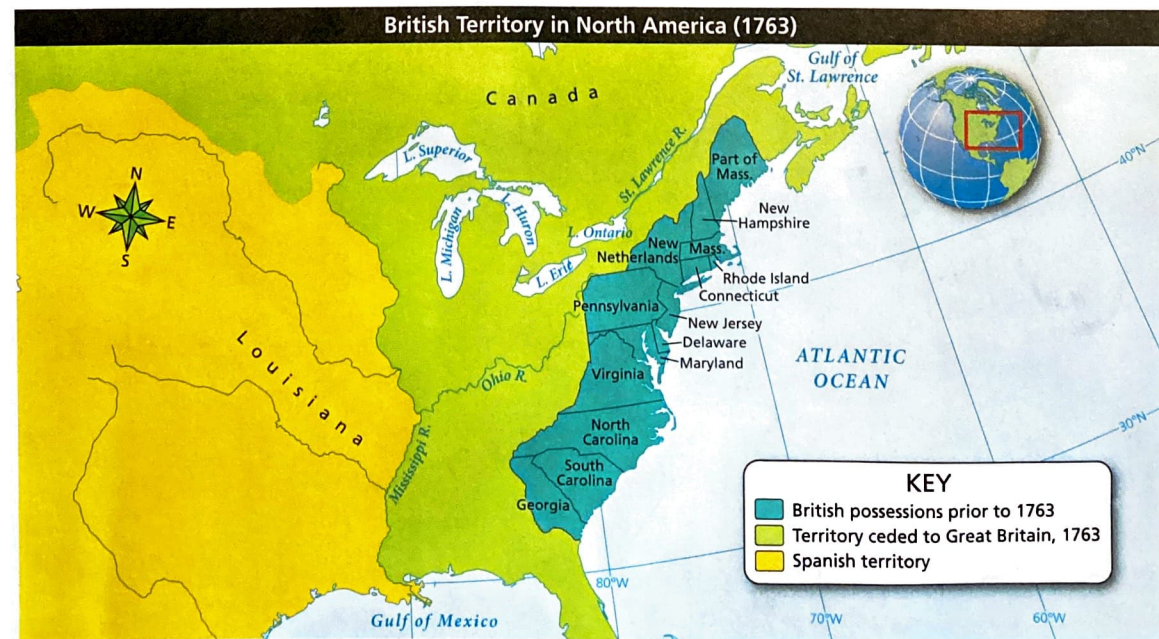 British Territory in North America (1763)
Gulf of
St. Lawrence
Canada
40°N
N
W
E
S
L. Superior
L. Michigan
L. Huron
L. Ontario
L. Erie
St. Lawrence R.
Part of
Mass.
New
Hampshire
New
Netherlands
Mass.
Rhode Island
Connecticut
Pennsylvania
New Jersey
Delaware
Maryland
Virginia
Ohio R.
ATLANTIC
OCEAN
Louisiana
Mississippi R.
North
Carolina
South
Carolina
Georgia
30°N
KEY
British possessions prior to 1763
Territory ceded to Great Britain, 1763
Spanish territory
80°W
70°W
60°W
Gulf of Mexico